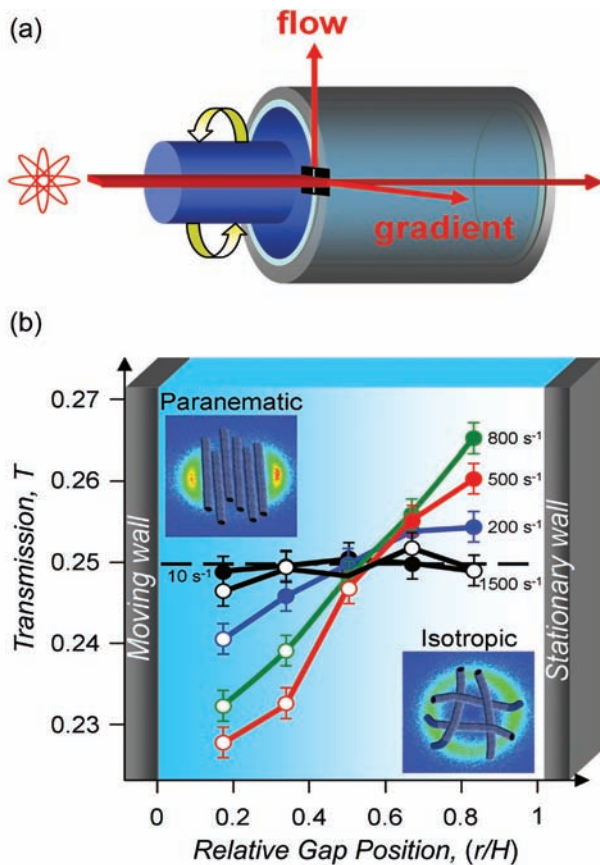 (a)
flow
gradient
(b)
0.27
0.26
0.25
0.24
0.23
Transmission, T
Moving wall
Paranematic
800 s⁻¹
500 s⁻¹
200 s⁻¹
10 s⁻¹
1500 s⁻¹
Isotropic
Stationary wall
0 0.2 0.4 0.6 0.8 1
Relative Gap Position, (r/H)